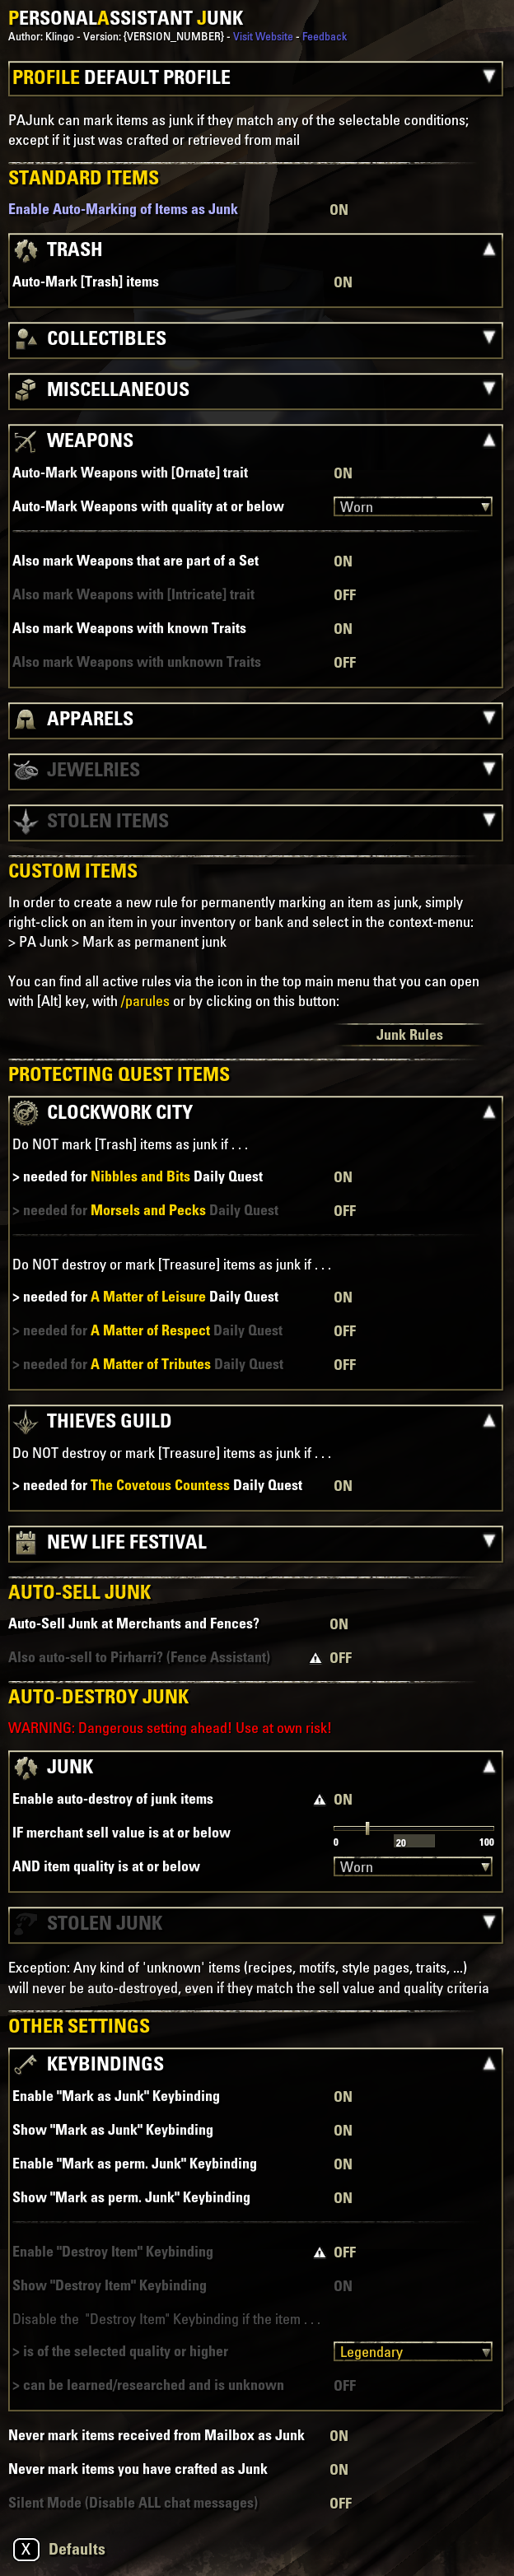 PERSONALASSISTANT JUNK
Author: Klingo - Version: {VERSION_NUMBER} - Visit Website - Feedback
PROFILE DEFAULT PROFILE
PAJunk can mark items as junk if they match any of the selectable conditions;
except if it just was crafted or retrieved from mail
STANDARD ITEMS
Enable Auto-Marking of Items as Junk ON
TRASH
Auto-Mark [Trash] items ON
COLLECTIBLES
MISCELLANEOUS
WEAPONS
Auto-Mark Weapons with [Ornate] trait ON
Auto-Mark Weapons with quality at or below Worn
Also mark Weapons that are part of a Set ON
Also mark Weapons with [Intricate] trait OFF
Also mark Weapons with known Traits ON
Also mark Weapons with unknown Traits OFF
APPARELS
JEWELRIES
STOLEN ITEMS
CUSTOM ITEMS
In order to create a new rule for permanently marking an item as junk, simply
right-click on an item in your inventory or bank and select in the context-menu:
> PA Junk > Mark as permanent junk
You can find all active rules via the icon in the top main menu that you can open
with [Alt] key, with /parules or by clicking on this button:
Junk Rules
PROTECTING QUEST ITEMS
CLOCKWORK CITY
Do NOT mark [Trash] items as junk if . . .
> needed for Nibbles and Bits Daily Quest ON
> needed for Morsels and Pecks Daily Quest OFF
Do NOT destroy or mark [Treasure] items as junk if . . .
> needed for A Matter of Leisure Daily Quest ON
> needed for A Matter of Respect Daily Quest OFF
> needed for A Matter of Tributes Daily Quest OFF
THIEVES GUILD
Do NOT destroy or mark [Treasure] items as junk if . . .
> needed for The Covetous Countess Daily Quest ON
NEW LIFE FESTIVAL
AUTO-SELL JUNK
Auto-Sell Junk at Merchants and Fences? ON
Also auto-sell to Pirharri? (Fence Assistant) OFF
AUTO-DESTROY JUNK
WARNING: Dangerous setting ahead! Use at own risk!
JUNK
Enable auto-destroy of junk items ON
IF merchant sell value is at or below
0 20 100
AND item quality is at or below Worn
STOLEN JUNK
Exception: Any kind of 'unknown' items (recipes, motifs, style pages, traits, ...)
will never be auto-destroyed, even if they match the sell value and quality criteria
OTHER SETTINGS
KEYBINDINGS
Enable "Mark as Junk" Keybinding ON
Show "Mark as Junk" Keybinding ON
Enable "Mark as perm. Junk" Keybinding ON
Show "Mark as perm. Junk" Keybinding ON
Enable "Destroy Item" Keybinding OFF
Show "Destroy Item" Keybinding ON
Disable the "Destroy Item" Keybinding if the item . . .
> is of the selected quality or higher Legendary
> can be learned/researched and is unknown OFF
Never mark items received from Mailbox as Junk ON
Never mark items you have crafted as Junk ON
Silent Mode (Disable ALL chat messages) OFF
X Defaults